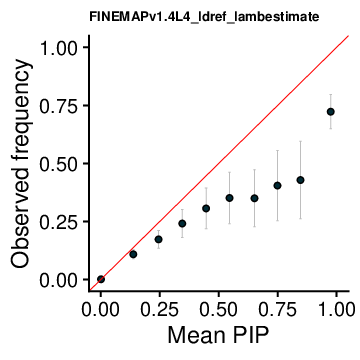 FINEMAPv1.4L4_ldref_lambestimate
1.00
0.75
0.50
0.25
0.00
Observed frequency
0.00 0.25 0.50 0.75 1.00
Mean PIP